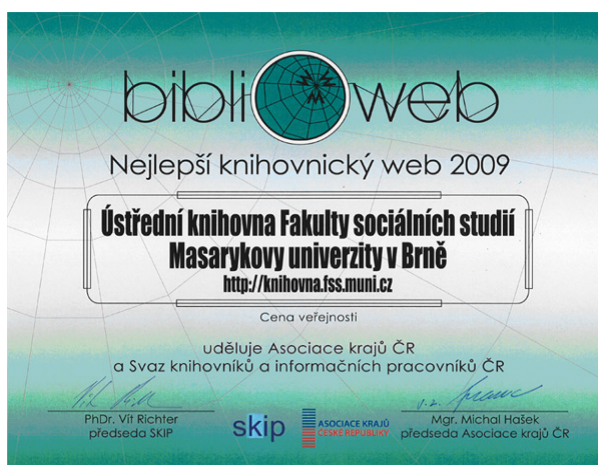 biblioweb
Nejlepší knihovnický web 2009
Ústřední knihovna Fakulty sociálních studií
Masarykovy univerzity v Brně
http://knihovna.fss.muni.cz
Cena veřejnosti
uděluje Asociace krajů ČR
a Svaz knihovníků a informačních pracovníků ČR
PhDr. Vít Richter
předseda SKIP
skip
ASOCIACE KRAJŮ
ČESKÉ REPUBLIKY
Mgr. Michal Hašek
předseda Asociace krajů ČR